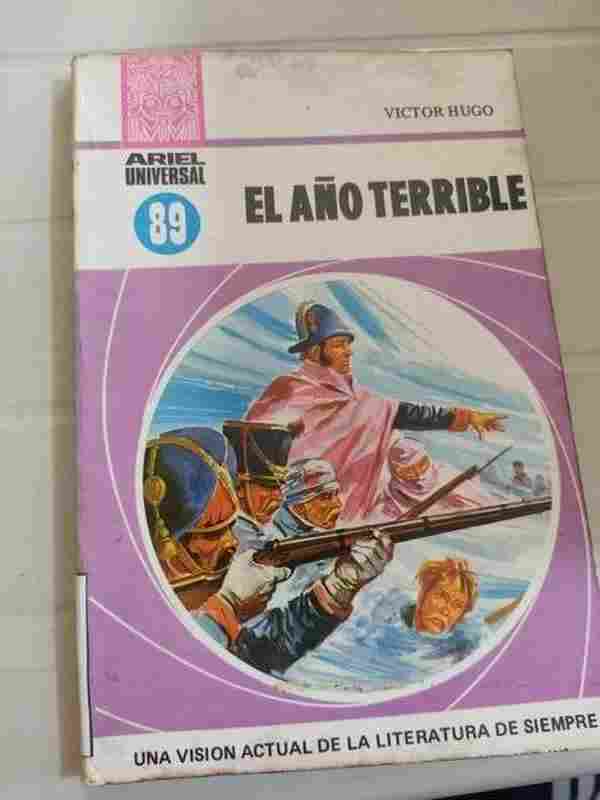 VICTOR HUGO
ARIEL
UNIVERSAL
89
EL AÑO TERRIBLE
UNA VISION ACTUAL DE LA LITERATURA DE SIEMPRE